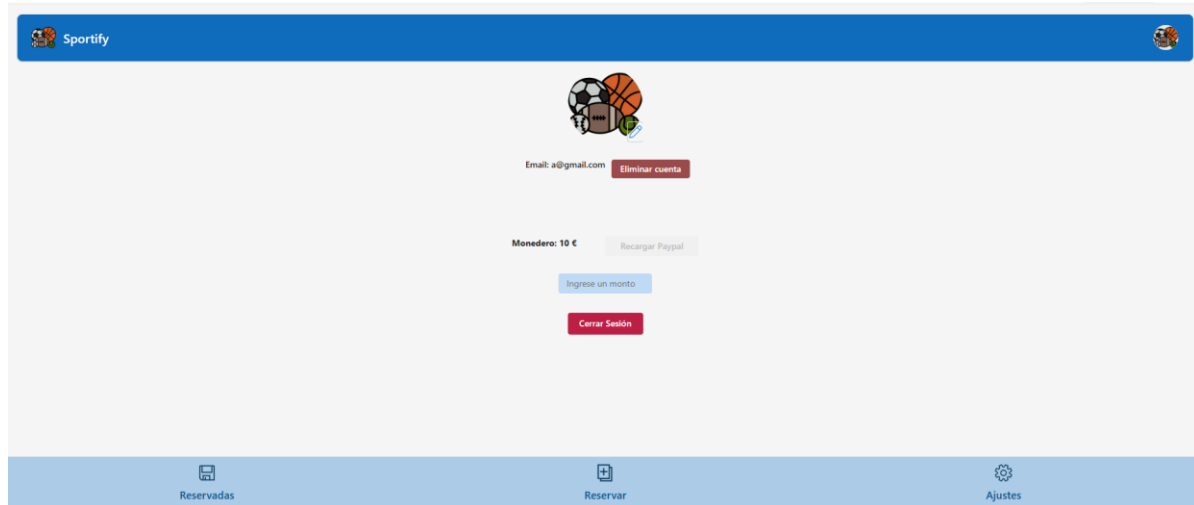 Sportify
Email: a@gmail.com Eliminar cuenta
Monedero: 10 € Recargar Paypal
Ingrese un monto
Cerrar Sesión
Reservadas Reservar Ajustes